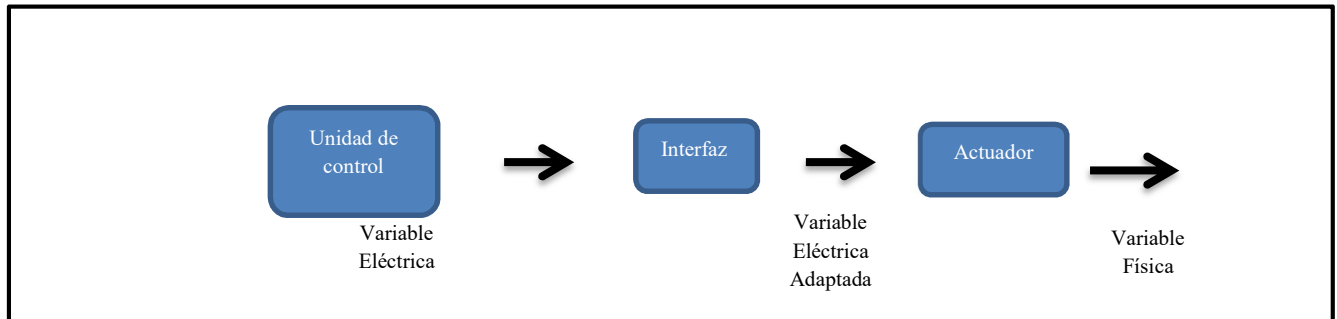 Unidad de
control
Interfaz
Actuador
Variable
Eléctrica
Variable
Eléctrica
Adaptada
Variable
Física